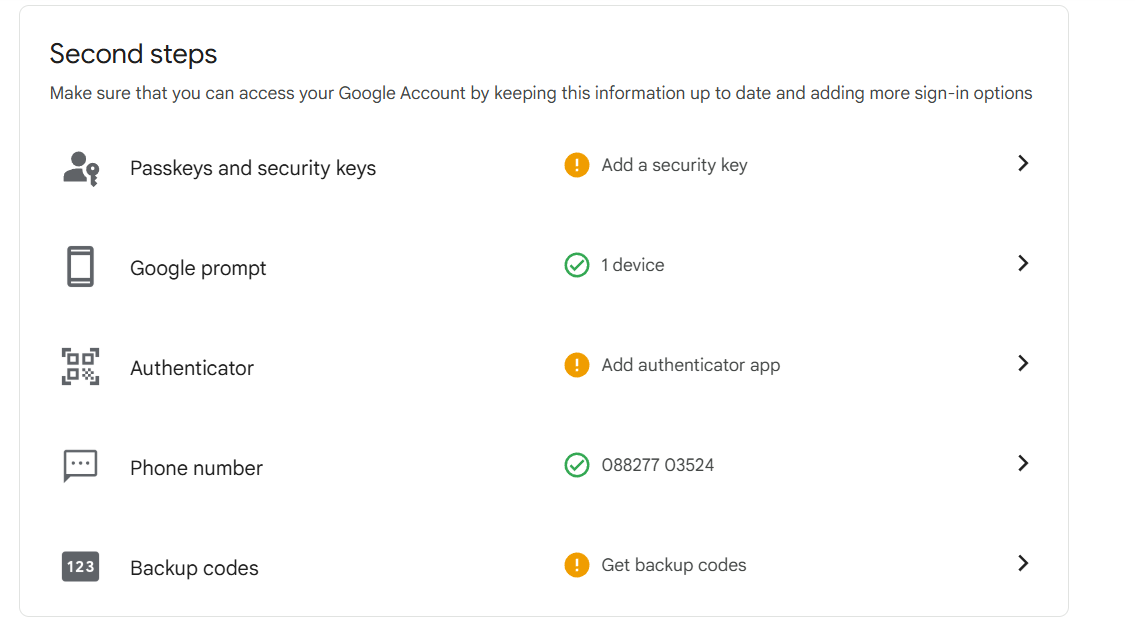 Second steps
Make sure that you can access your Google Account by keeping this information up to date and adding more sign-in options
Passkeys and security keys
! Add a security key
Google prompt
1 device
Authenticator
! Add authenticator app
Phone number
088277 03524
123
Backup codes
! Get backup codes